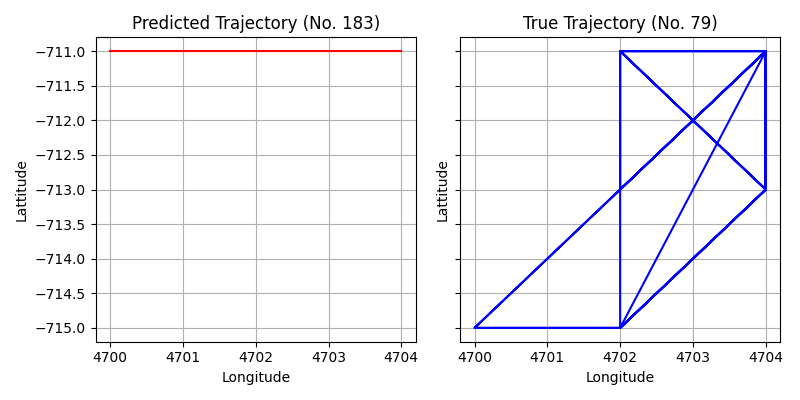 Predicted Trajectory (No. 183)
−711.0
−711.5
−712.0
−712.5
−713.0
−713.5
−714.0
−714.5
−715.0
Lattitude
4700 4701 4702 4703 4704
Longitude
True Trajectory (No. 79)
Lattitude
4700 4701 4702 4703 4704
Longitude